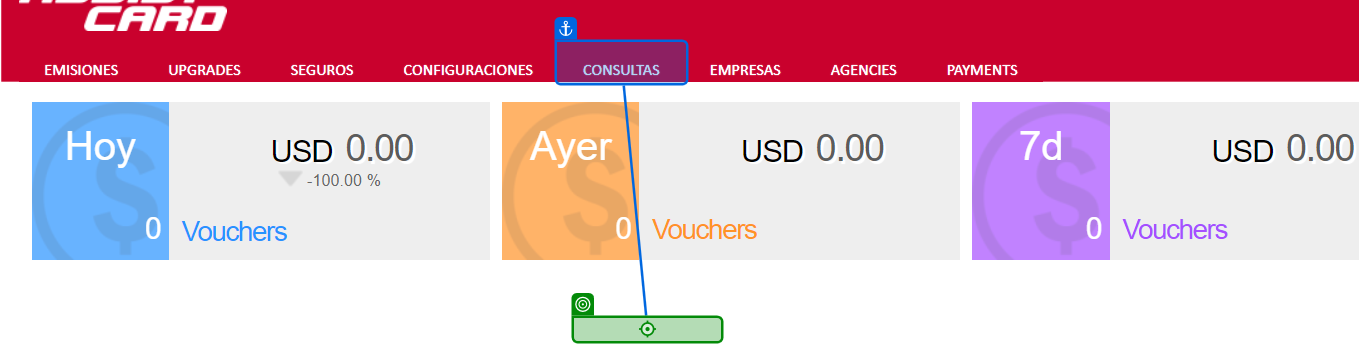 CARD
EMISIONES UPGRADES SEGUROS CONFIGURACIONES CONSULTAS EMPRESAS AGENCIES PAYMENTS
Hoy USD 0.00
-100.00 %
0 Vouchers
Ayer USD 0.00
0 Vouchers
7d USD 0.00
0 Vouchers